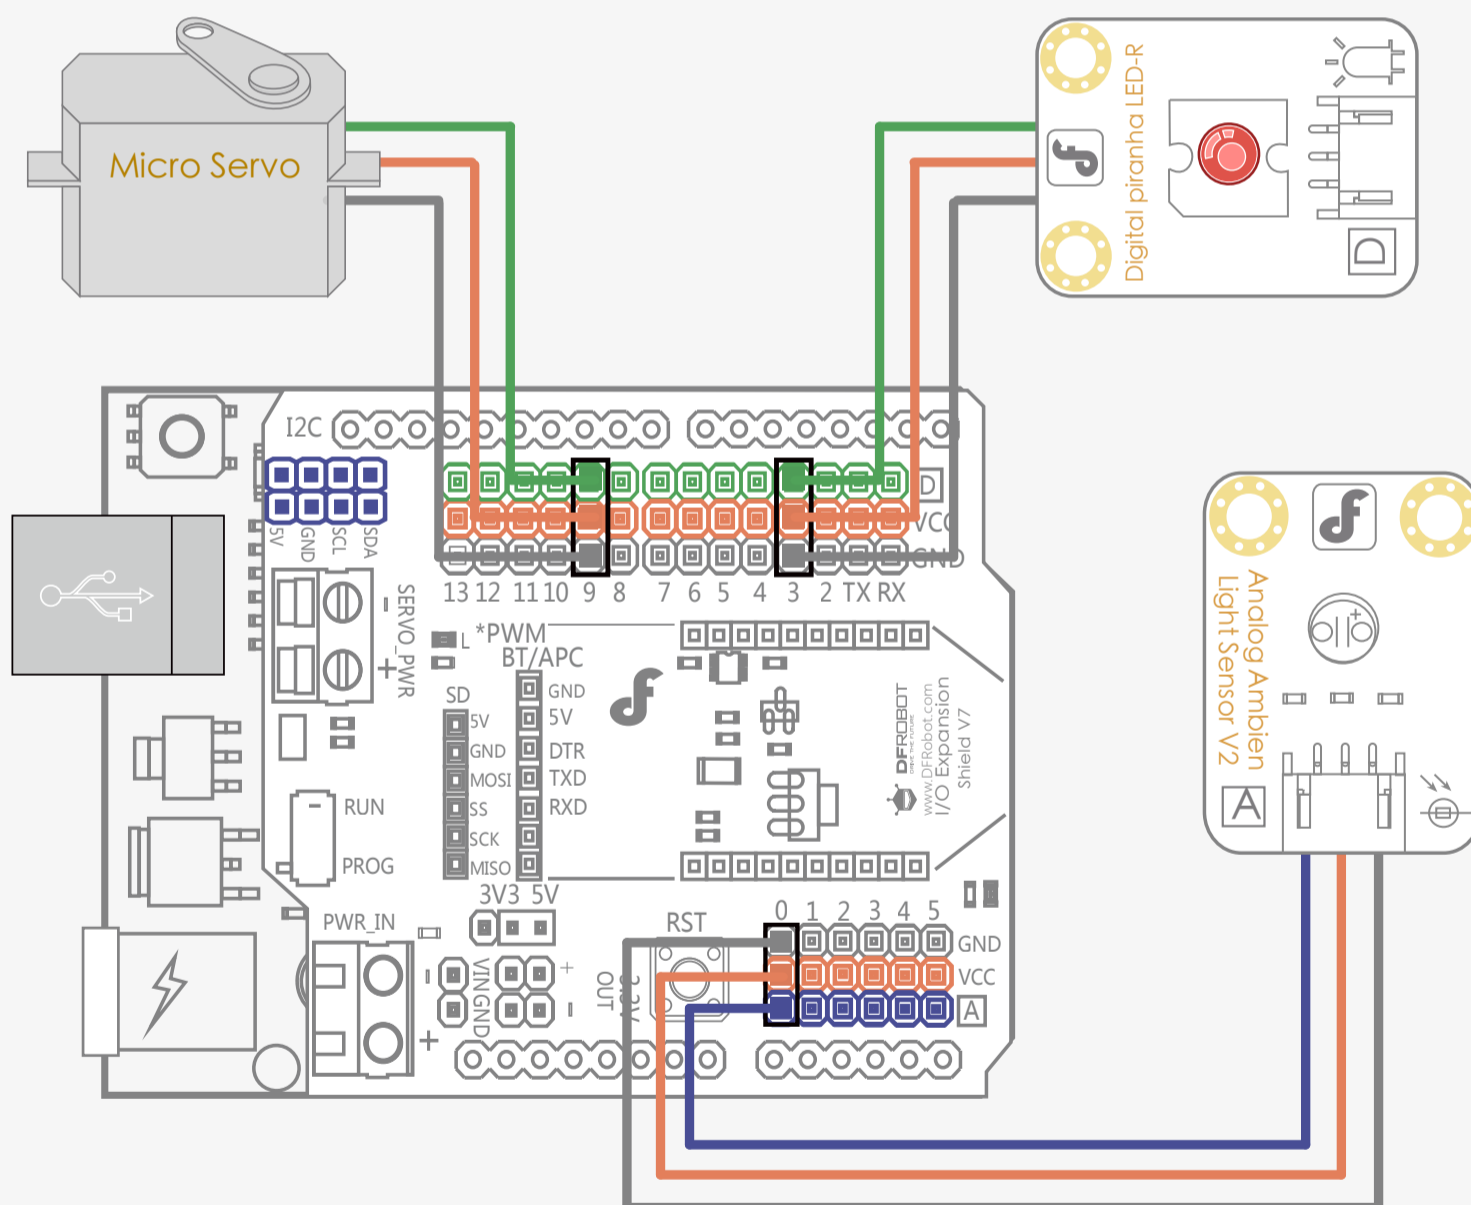 Micro Servo
Digital piranha LED-R
D
I2C
D
VCC
GND
5V
GND
SCL
SDA
13 12 11 10 9 8 7 6 5 4 3 2 TX RX
SERVO_PWR
-
+
L
*PWM
BT/APC
GND
5V
DTR
TXD
RXD
SD
5V
GND
MOSI
SS
SCK
MISO
DFROBOT
www.DFRobot.com
I/O Expansion
Shield V7
Analog Ambien
Light Sensor V2
A
RUN
PROG
3V3 5V
PWR_IN
-
+
VIN
GND
+
-
OUT
RST
0 1 2 3 4 5
GND
VCC
A